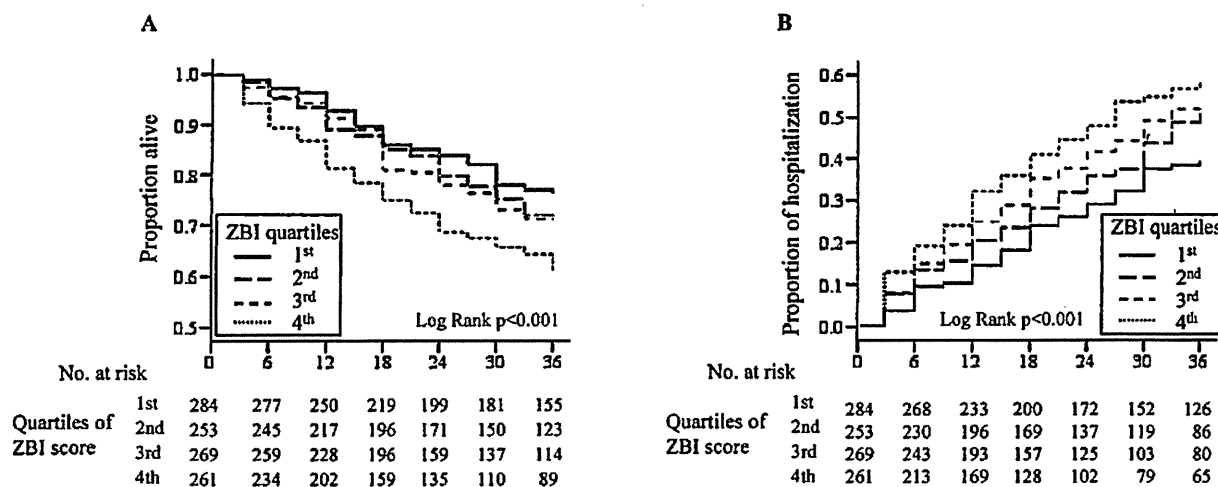 A
Proportion alive
1.0
0.9
0.8
0.7
0.6
0.5
ZBI quartiles
1st
2nd
3rd
4th
Log Rank p<0.001
0 6 12 18 24 30 36
No. at risk
Quartiles of
ZBI score
1st 284 277 250 219 199 181 155
2nd 253 245 217 196 171 150 123
3rd 269 259 228 196 159 137 114
4th 261 234 202 159 135 110 89
B
Proportion of hospitalization
0.6
0.5
0.4
0.3
0.2
0.1
0.0
ZBI quartiles
1st
2nd
3rd
4th
Log Rank p<0.001
0 6 12 18 24 30 36
No. at risk
Quartiles of
ZBI score
1st 284 268 233 200 172 152 126
2nd 253 230 196 169 137 119 86
3rd 269 243 193 157 125 103 80
4th 261 213 169 128 102 79 65